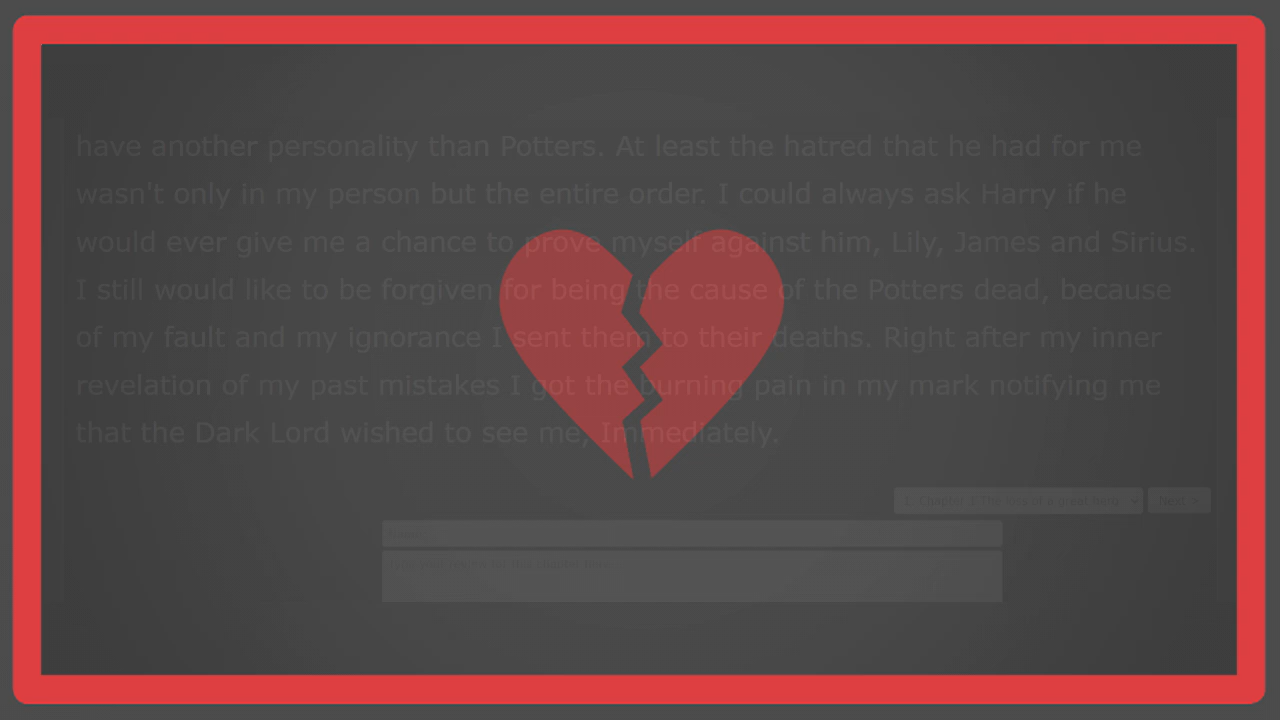 have another personality than Potters. At least the hatred that he had for me
wasn't only in my person but the entire order. I could always ask Harry if he
would ever give me a chance to prove myself against him, Lily, James and Sirius.
I still would like to be forgiven for being the cause of the Potters dead, because
of my fault and my ignorance I sent them to their deaths. Right after my inner
revelation of my past mistakes I got the burning pain in my mark notifying me
that the Dark Lord wished to see me, Immediately.
Next >